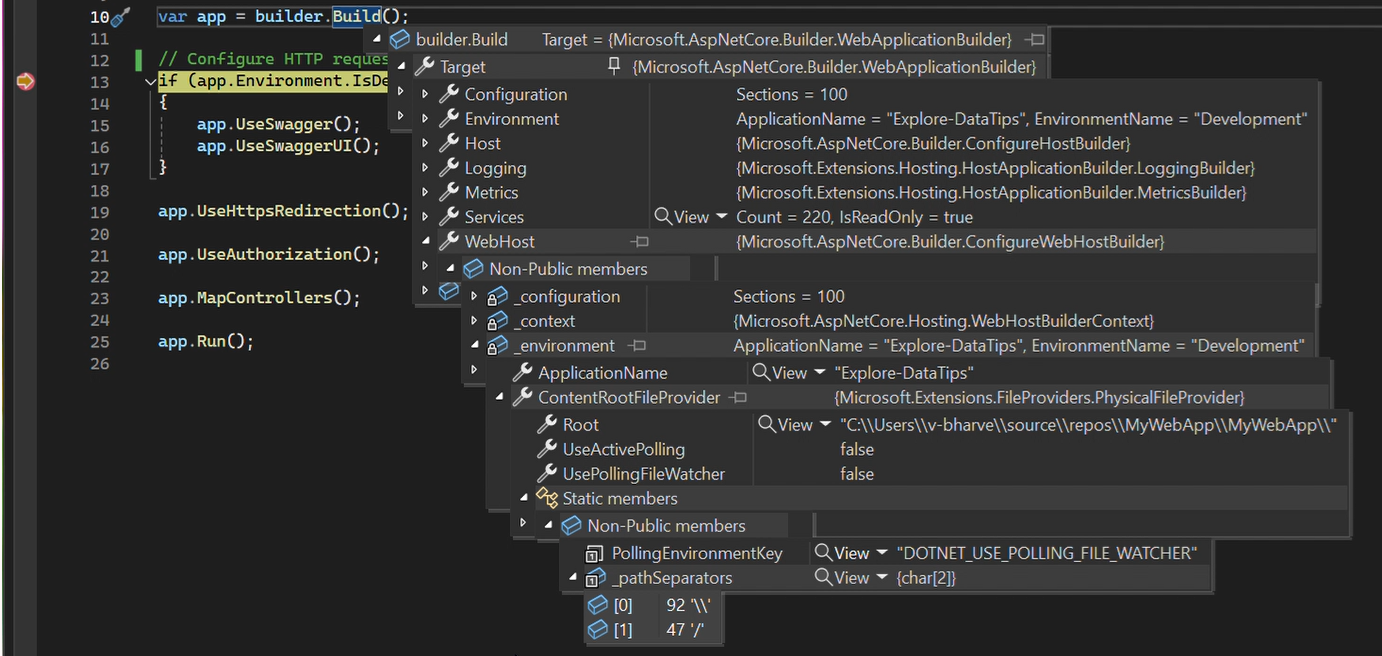 10 var app = builder.Build();
11 builder.Build Target = {Microsoft.AspNetCore.Builder.WebApplicationBuilder}
12 // Configure HTTP reques
Target {Microsoft.AspNetCore.Builder.WebApplicationBuilder}
13 if (app.Environment.IsDe
Configuration Sections = 100
14 {
Environment ApplicationName = "Explore-DataTips", EnvironmentName = "Development"
15 app.UseSwagger();
16 app.UseSwaggerUI();
Host {Microsoft.AspNetCore.Builder.ConfigureHostBuilder}
17 }
Logging {Microsoft.Extensions.Hosting.HostApplicationBuilder.LoggingBuilder}
18
Metrics {Microsoft.Extensions.Hosting.HostApplicationBuilder.MetricsBuilder}
19 app.UseHttpsRedirection();
Services View Count = 220, IsReadOnly = true
20
WebHost {Microsoft.AspNetCore.Builder.ConfigureWebHostBuilder}
21 app.UseAuthorization();
Non-Public members
22
23 app.MapControllers();
_configuration Sections = 100
24
_context {Microsoft.AspNetCore.Hosting.WebHostBuilderContext}
25 app.Run();
_environment ApplicationName = "Explore-DataTips", EnvironmentName = "Development"
26
ApplicationName View "Explore-DataTips"
ContentRootFileProvider {Microsoft.Extensions.FileProviders.PhysicalFileProvider}
Root View "C:\\Users\\v-bharve\\source\\repos\\MyWebApp\\MyWebApp\\"
UseActivePolling false
UsePollingFileWatcher false
Static members
Non-Public members
PollingEnvironmentKey View "DOTNET_USE_POLLING_FILE_WATCHER"
_pathSeparators View {char[2]}
[0] 92 '\\'
[1] 47 '/'